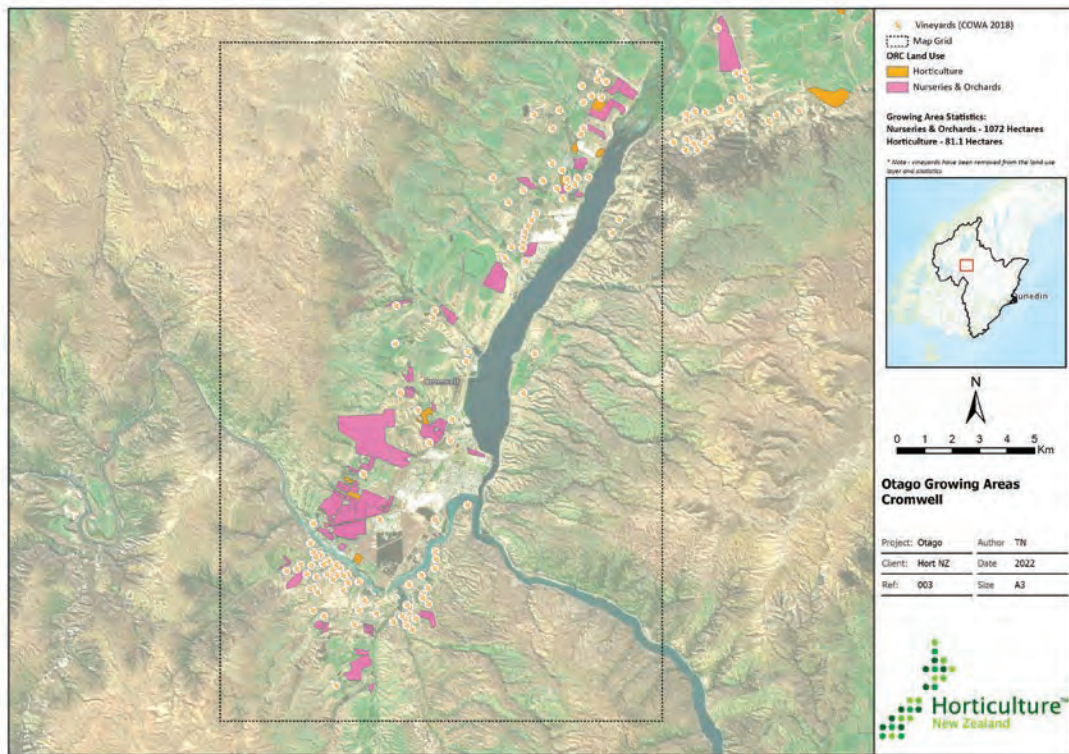 Vineyards (COWA 2018)
Map Grid
ORC Land Use
Horticulture
Nurseries & Orchards
Growing Area Statistics:
Nurseries & Orchards - 1072 Hectares
Horticulture - 81.1 Hectares
* Note - vineyards have been removed from the land use
layer and statistics
Dunedin
Cromwell
N
0 1 2 3 4 5
Km
Otago Growing Areas
Cromwell
Project: Otago Author TN
Client: Hort NZ Date 2022
Ref: 003 Size A3
Horticulture™
New Zealand